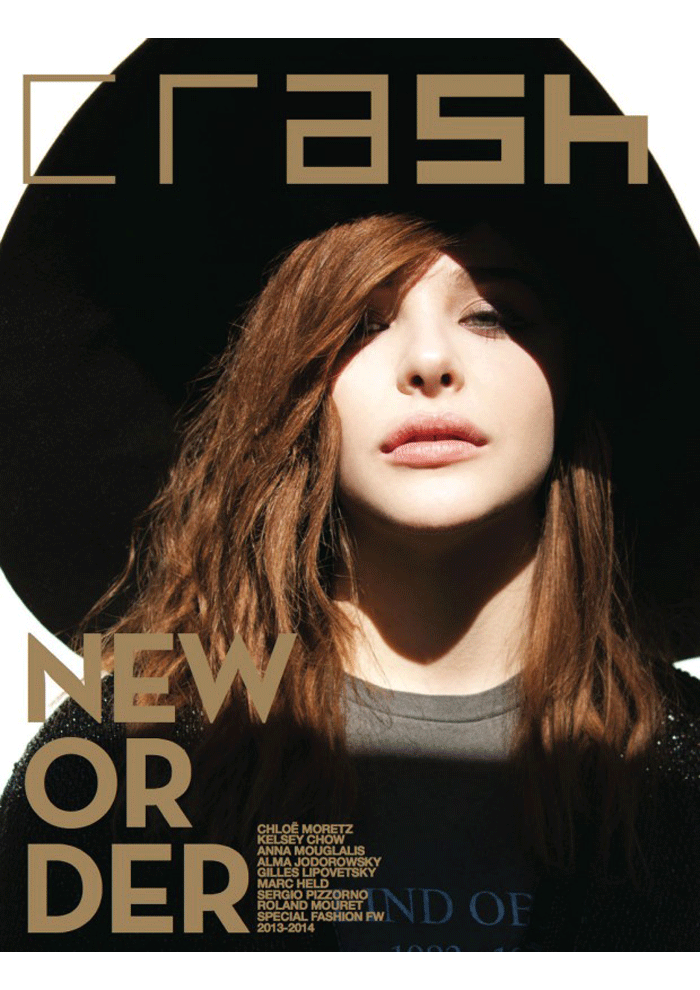 crash
NEW
OR
DER
CHLOË MORETZ
KELSEY CHOW
ANNA MOUGLALIS
ALMA JODOROWSKY
GILLES LIPOVETSKY
MARC HELD
SERGIO PIZZORNO
ROLAND MOURET
SPECIAL FASHION FW
2013-2014
IND OF